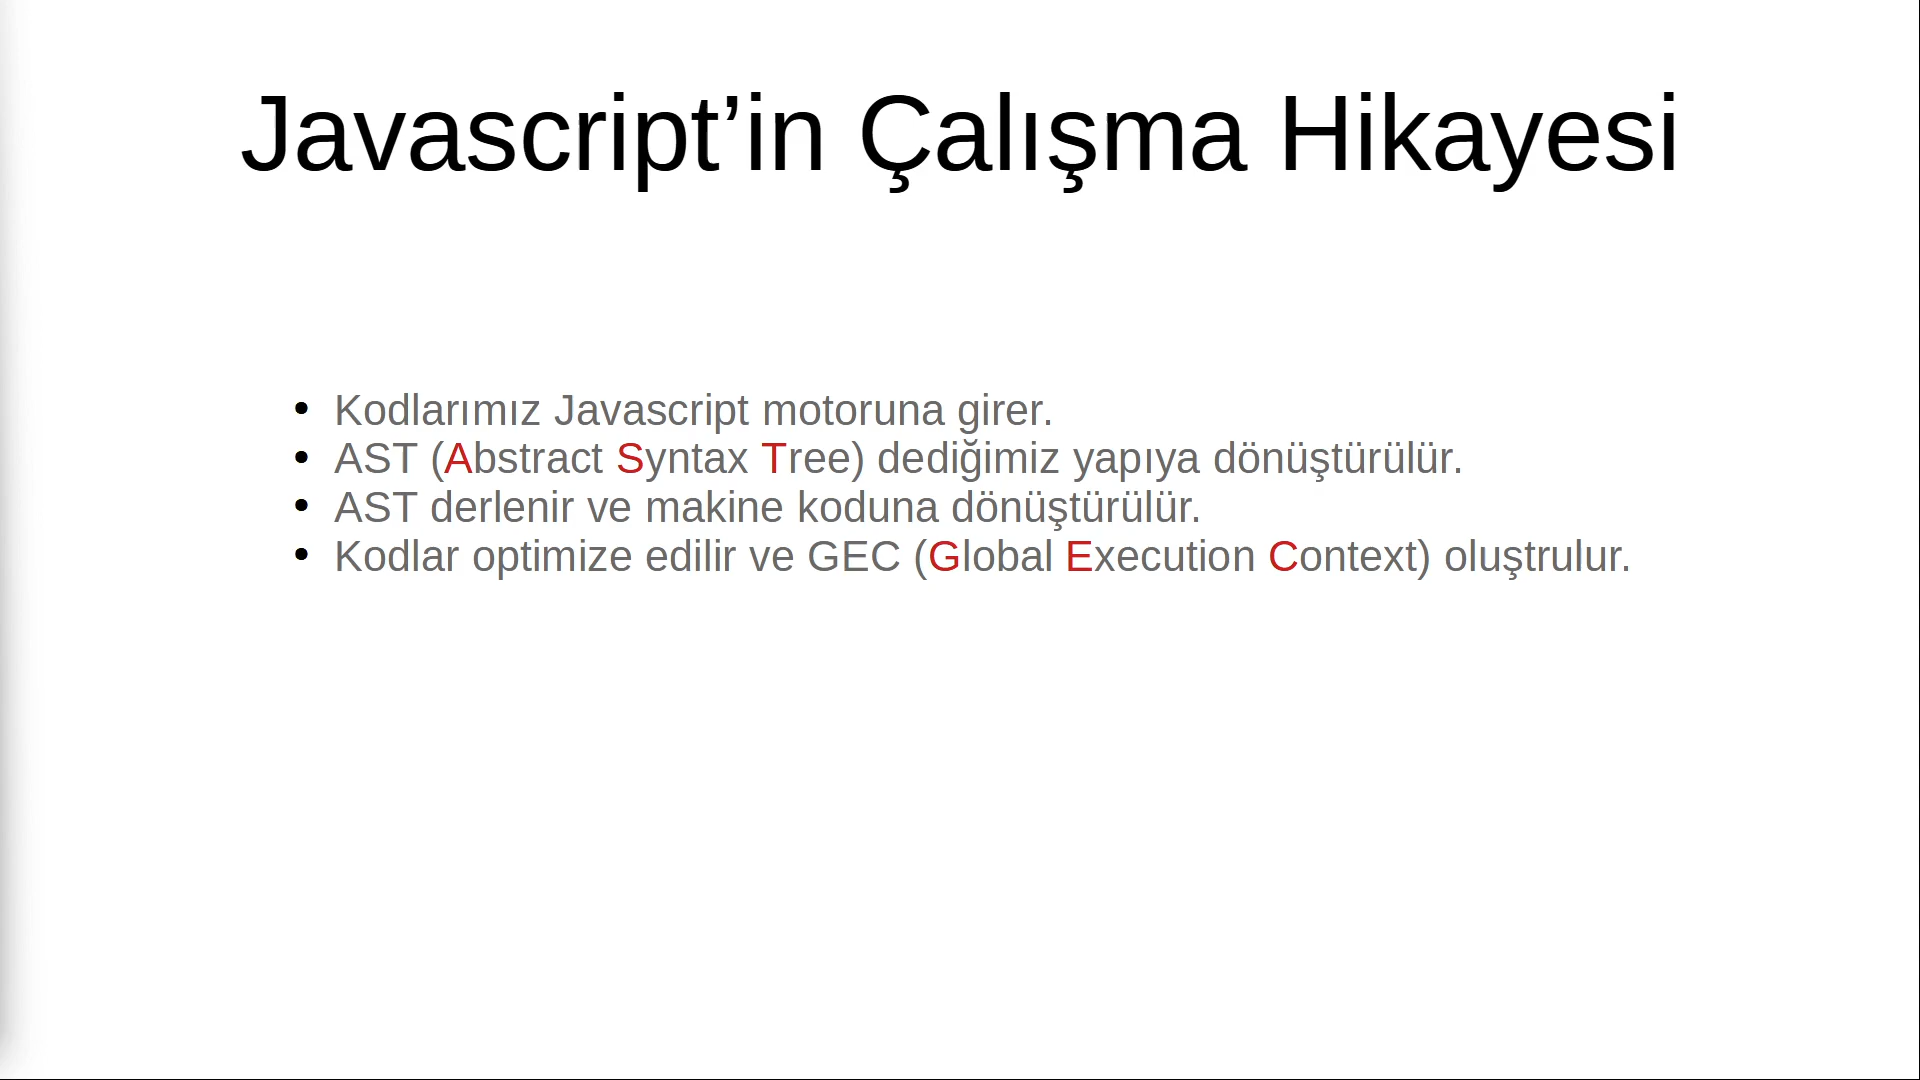 Javascript’in Çalışma Hikayesi
• Kodlarımız Javascript motoruna girer.
• AST (Abstract Syntax Tree) dediğimiz yapıya dönüştürülür.
• AST derlenir ve makine koduna dönüştürülür.
• Kodlar optimize edilir ve GEC (Global Execution Context) oluştrulur.